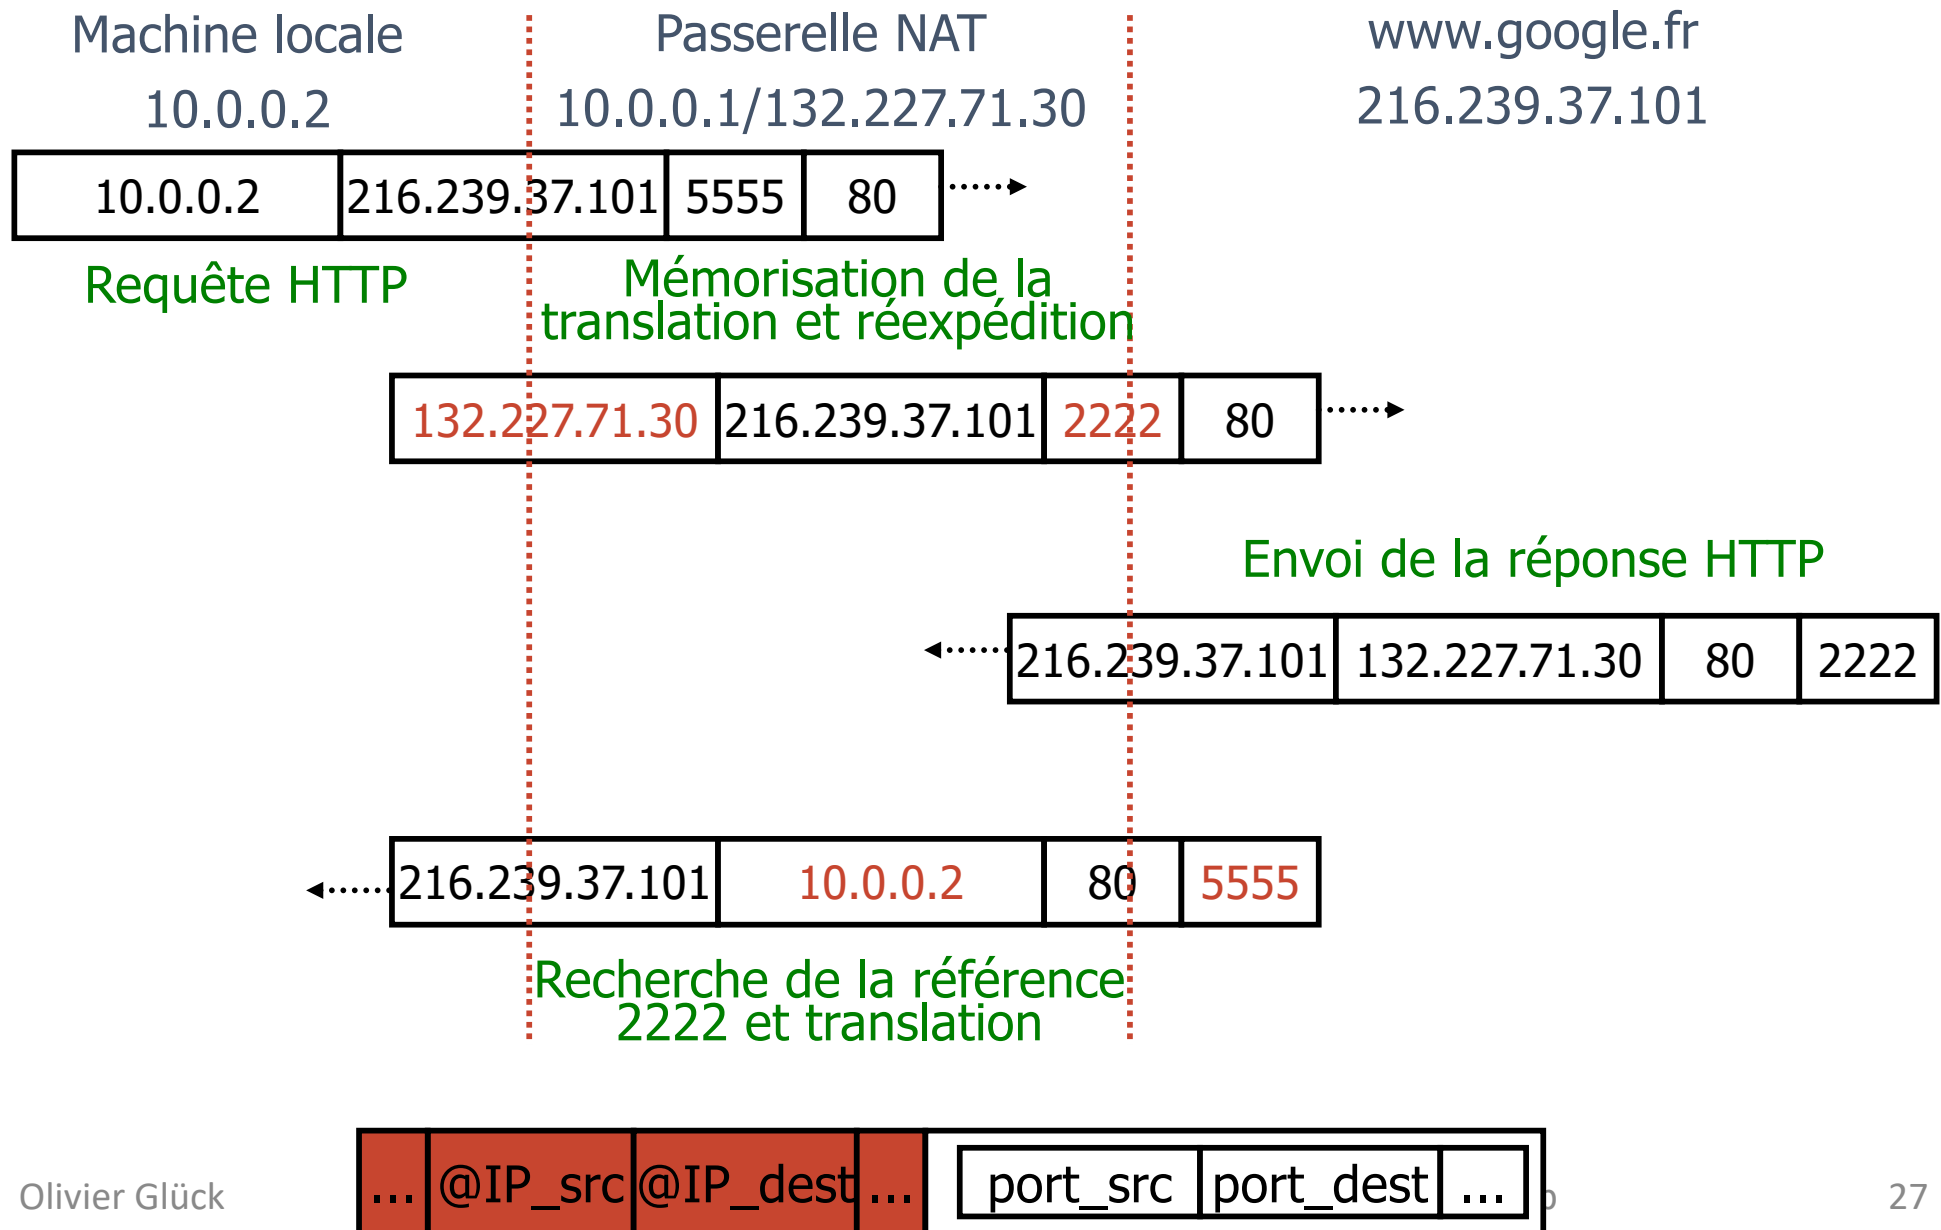 Machine locale
Passerelle NAT
www.google.fr
10.0.0.2
10.0.0.1/132.227.71.30
216.239.37.101
10.0.0.2 216.239.37.101 5555 80
Requête HTTP
Mémorisation de la
translation et réexpédition
132.227.71.30 216.239.37.101 2222 80
Envoi de la réponse HTTP
216.239.37.101 132.227.71.30 80 2222
216.239.37.101 10.0.0.2 80 5555
Recherche de la référence
2222 et translation
... @IP_src @IP_dest ... port_src port_dest ...
Olivier Glück
27